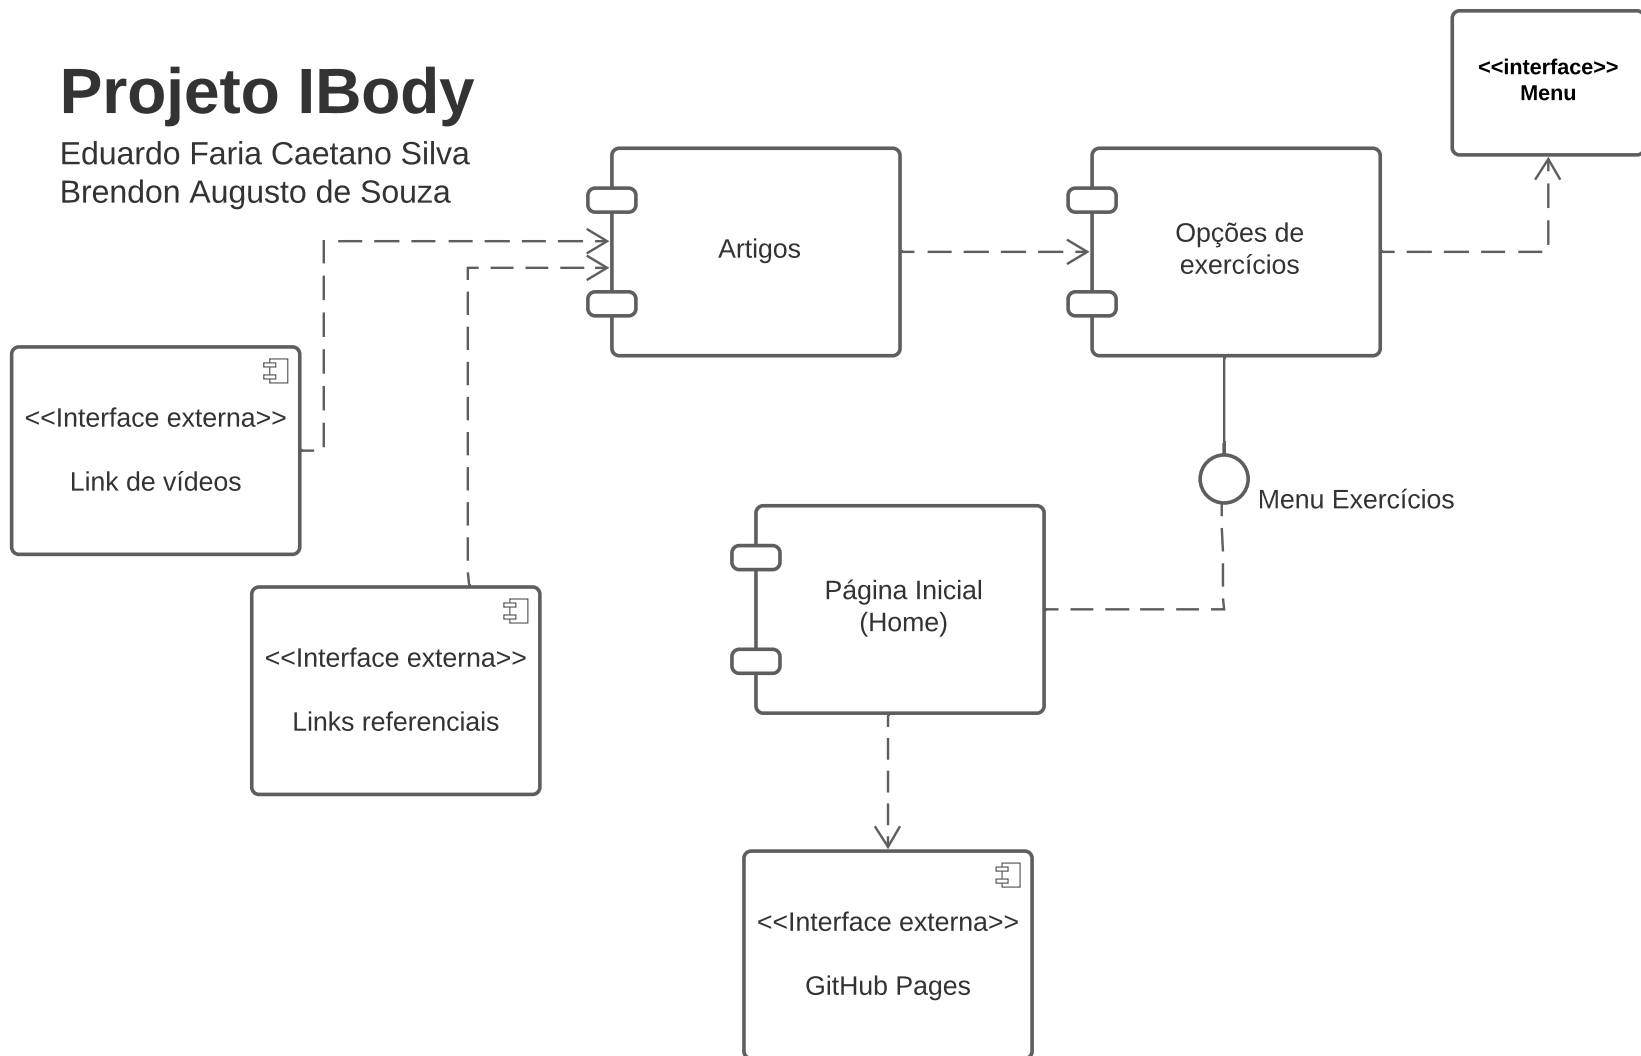 Projeto IBody
Eduardo Faria Caetano Silva
Brendon Augusto de Souza
<<interface>>
Menu
Artigos
Opções de
exercícios
<<Interface externa>>
Link de vídeos
Menu Exercícios
Página Inicial
(Home)
<<Interface externa>>
Links referenciais
<<Interface externa>>
GitHub Pages